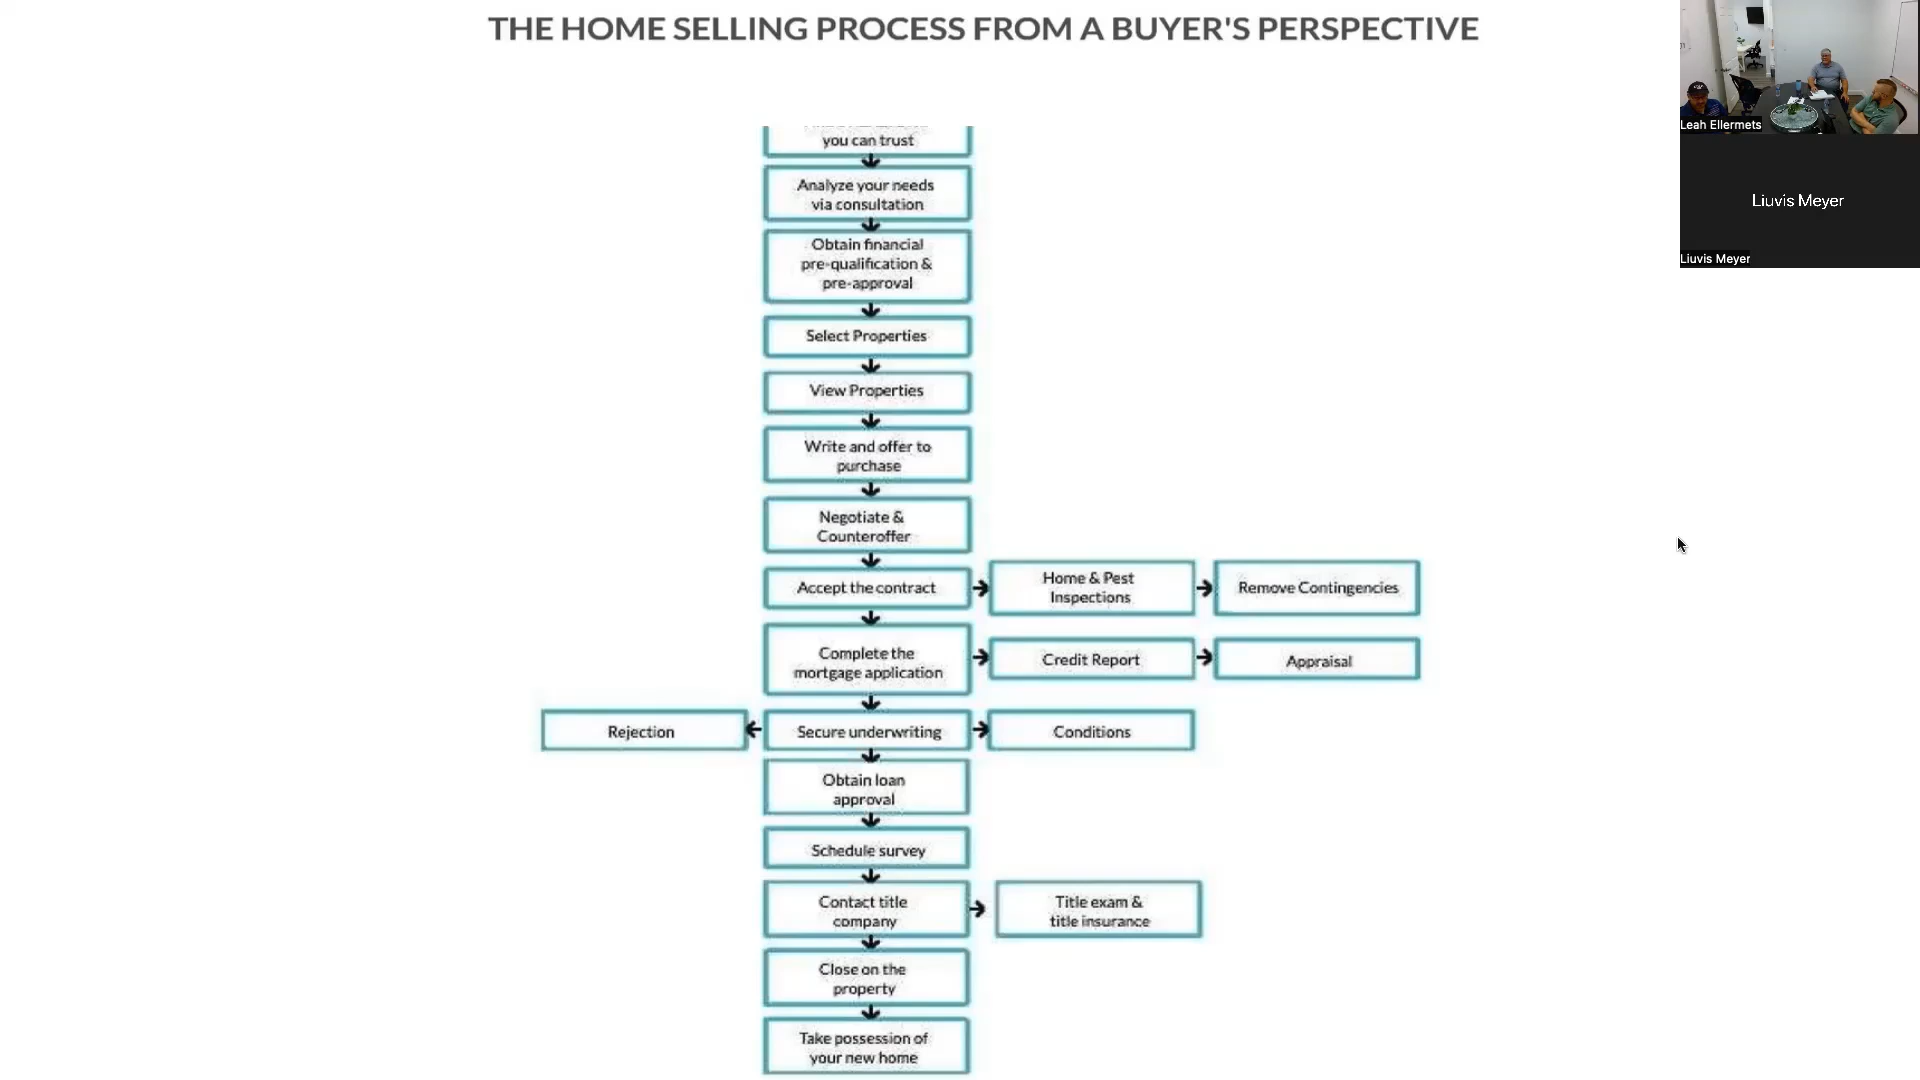 THE HOME SELLING PROCESS FROM A BUYER'S PERSPECTIVE
you can trust
Analyze your needs
via consultation
Obtain financial
pre-qualification &
pre-approval
Select Properties
View Properties
Write and offer to
purchase
Negotiate &
Counteroffer
Accept the contract
Home & Pest
Inspections
Remove Contingencies
Complete the
mortgage application
Credit Report
Appraisal
Rejection
Secure underwriting
Conditions
Obtain loan
approval
Schedule survey
Contact title
company
Title exam &
title insurance
Close on the
property
Take possession of
your new home
Leah Ellermets
Liuvis Meyer
Liuvis Meyer